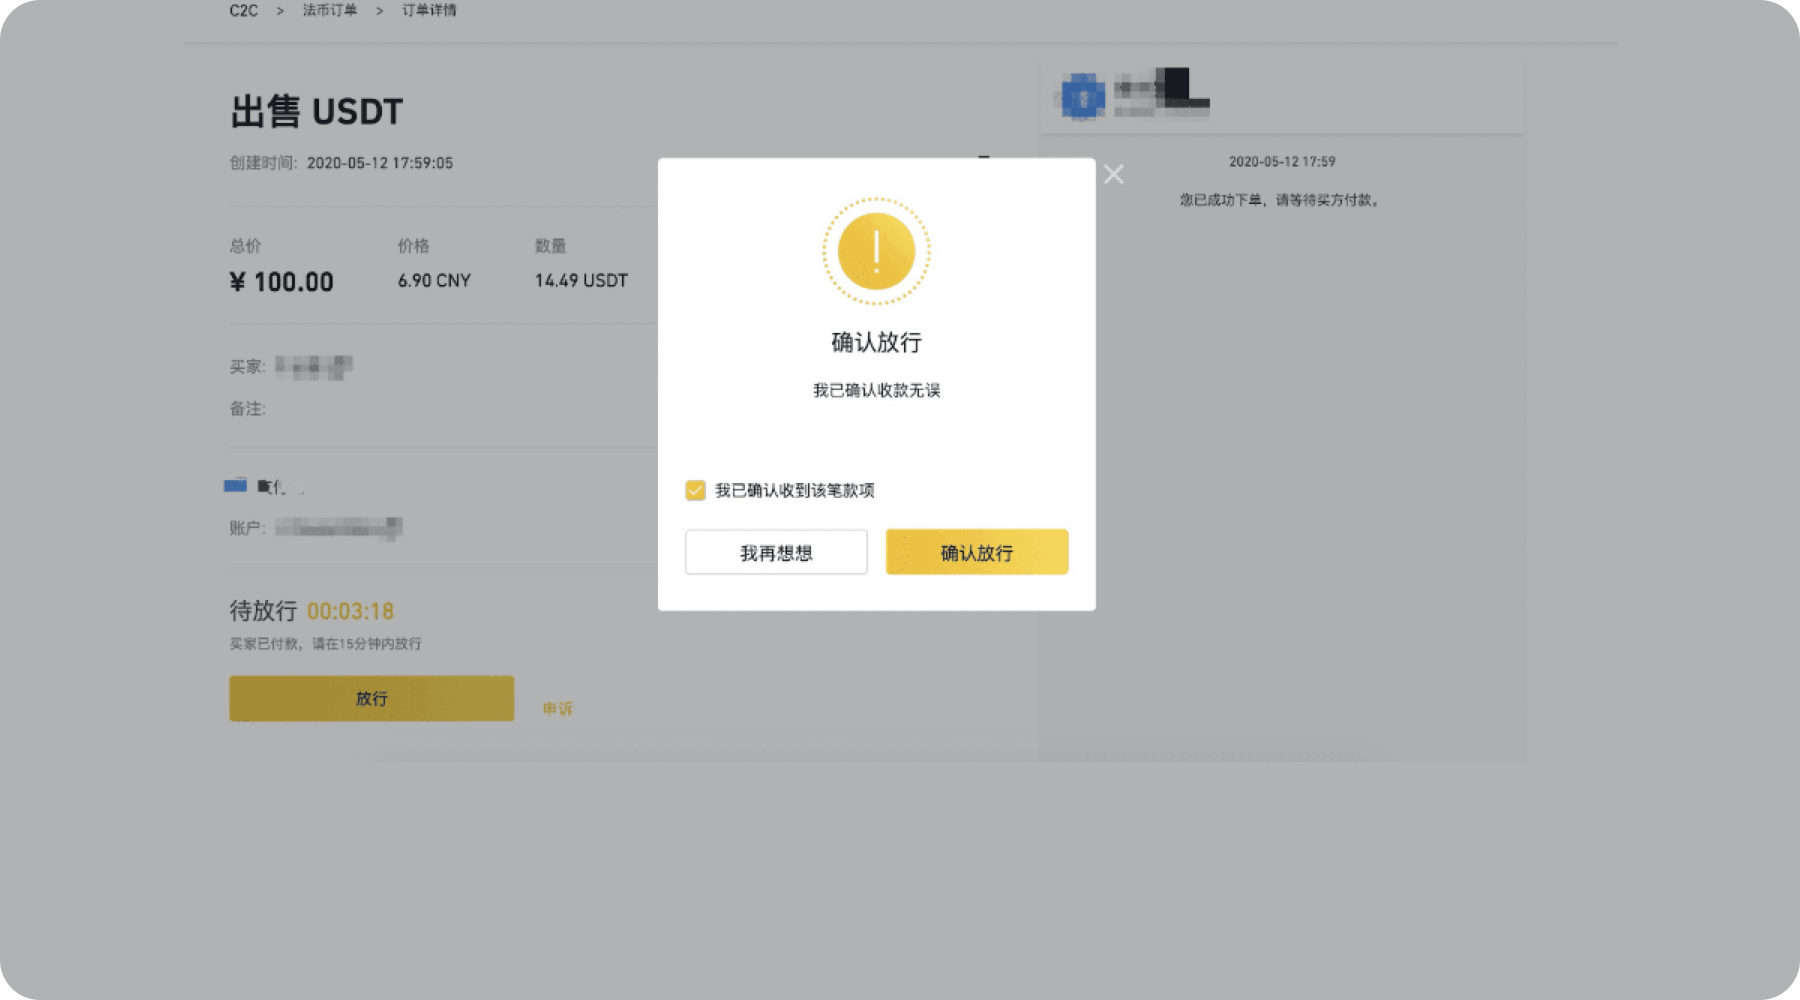 C2C > 法币订单 > 订单详情
出售 USDT
创建时间: 2020-05-12 17:59:05
总价 价格 数量
¥ 100.00 6.90 CNY 14.49 USDT
买家:
备注:
账户:
待放行 00:03:18
买家已付款，请在15分钟内放行
放行
申诉
确认放行
我已确认收款无误
我已确认收到该笔款项
我再想想
确认放行
2020-05-12 17:59
您已成功下单，请等待买方付款。